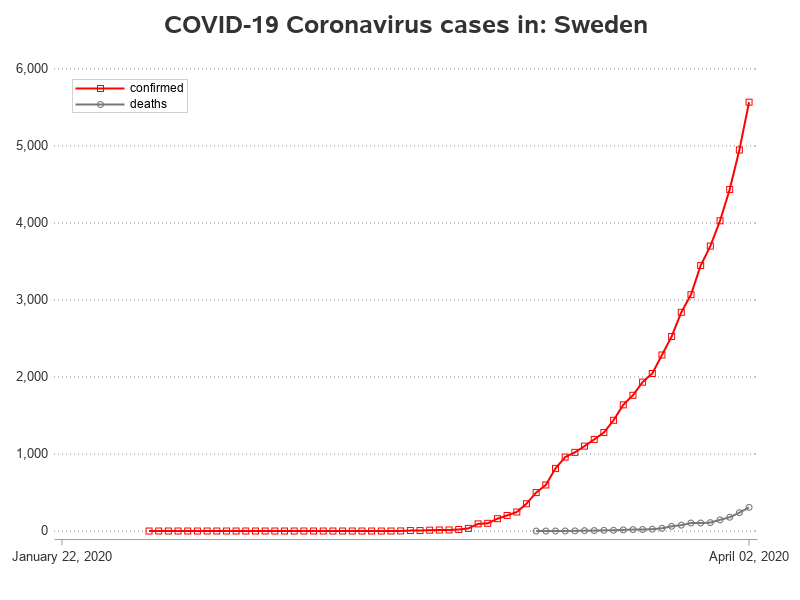 COVID-19 Coronavirus cases in: Sweden
6,000
confirmed
deaths
5,000
4,000
3,000
2,000
1,000
0
January 22, 2020
April 02, 2020